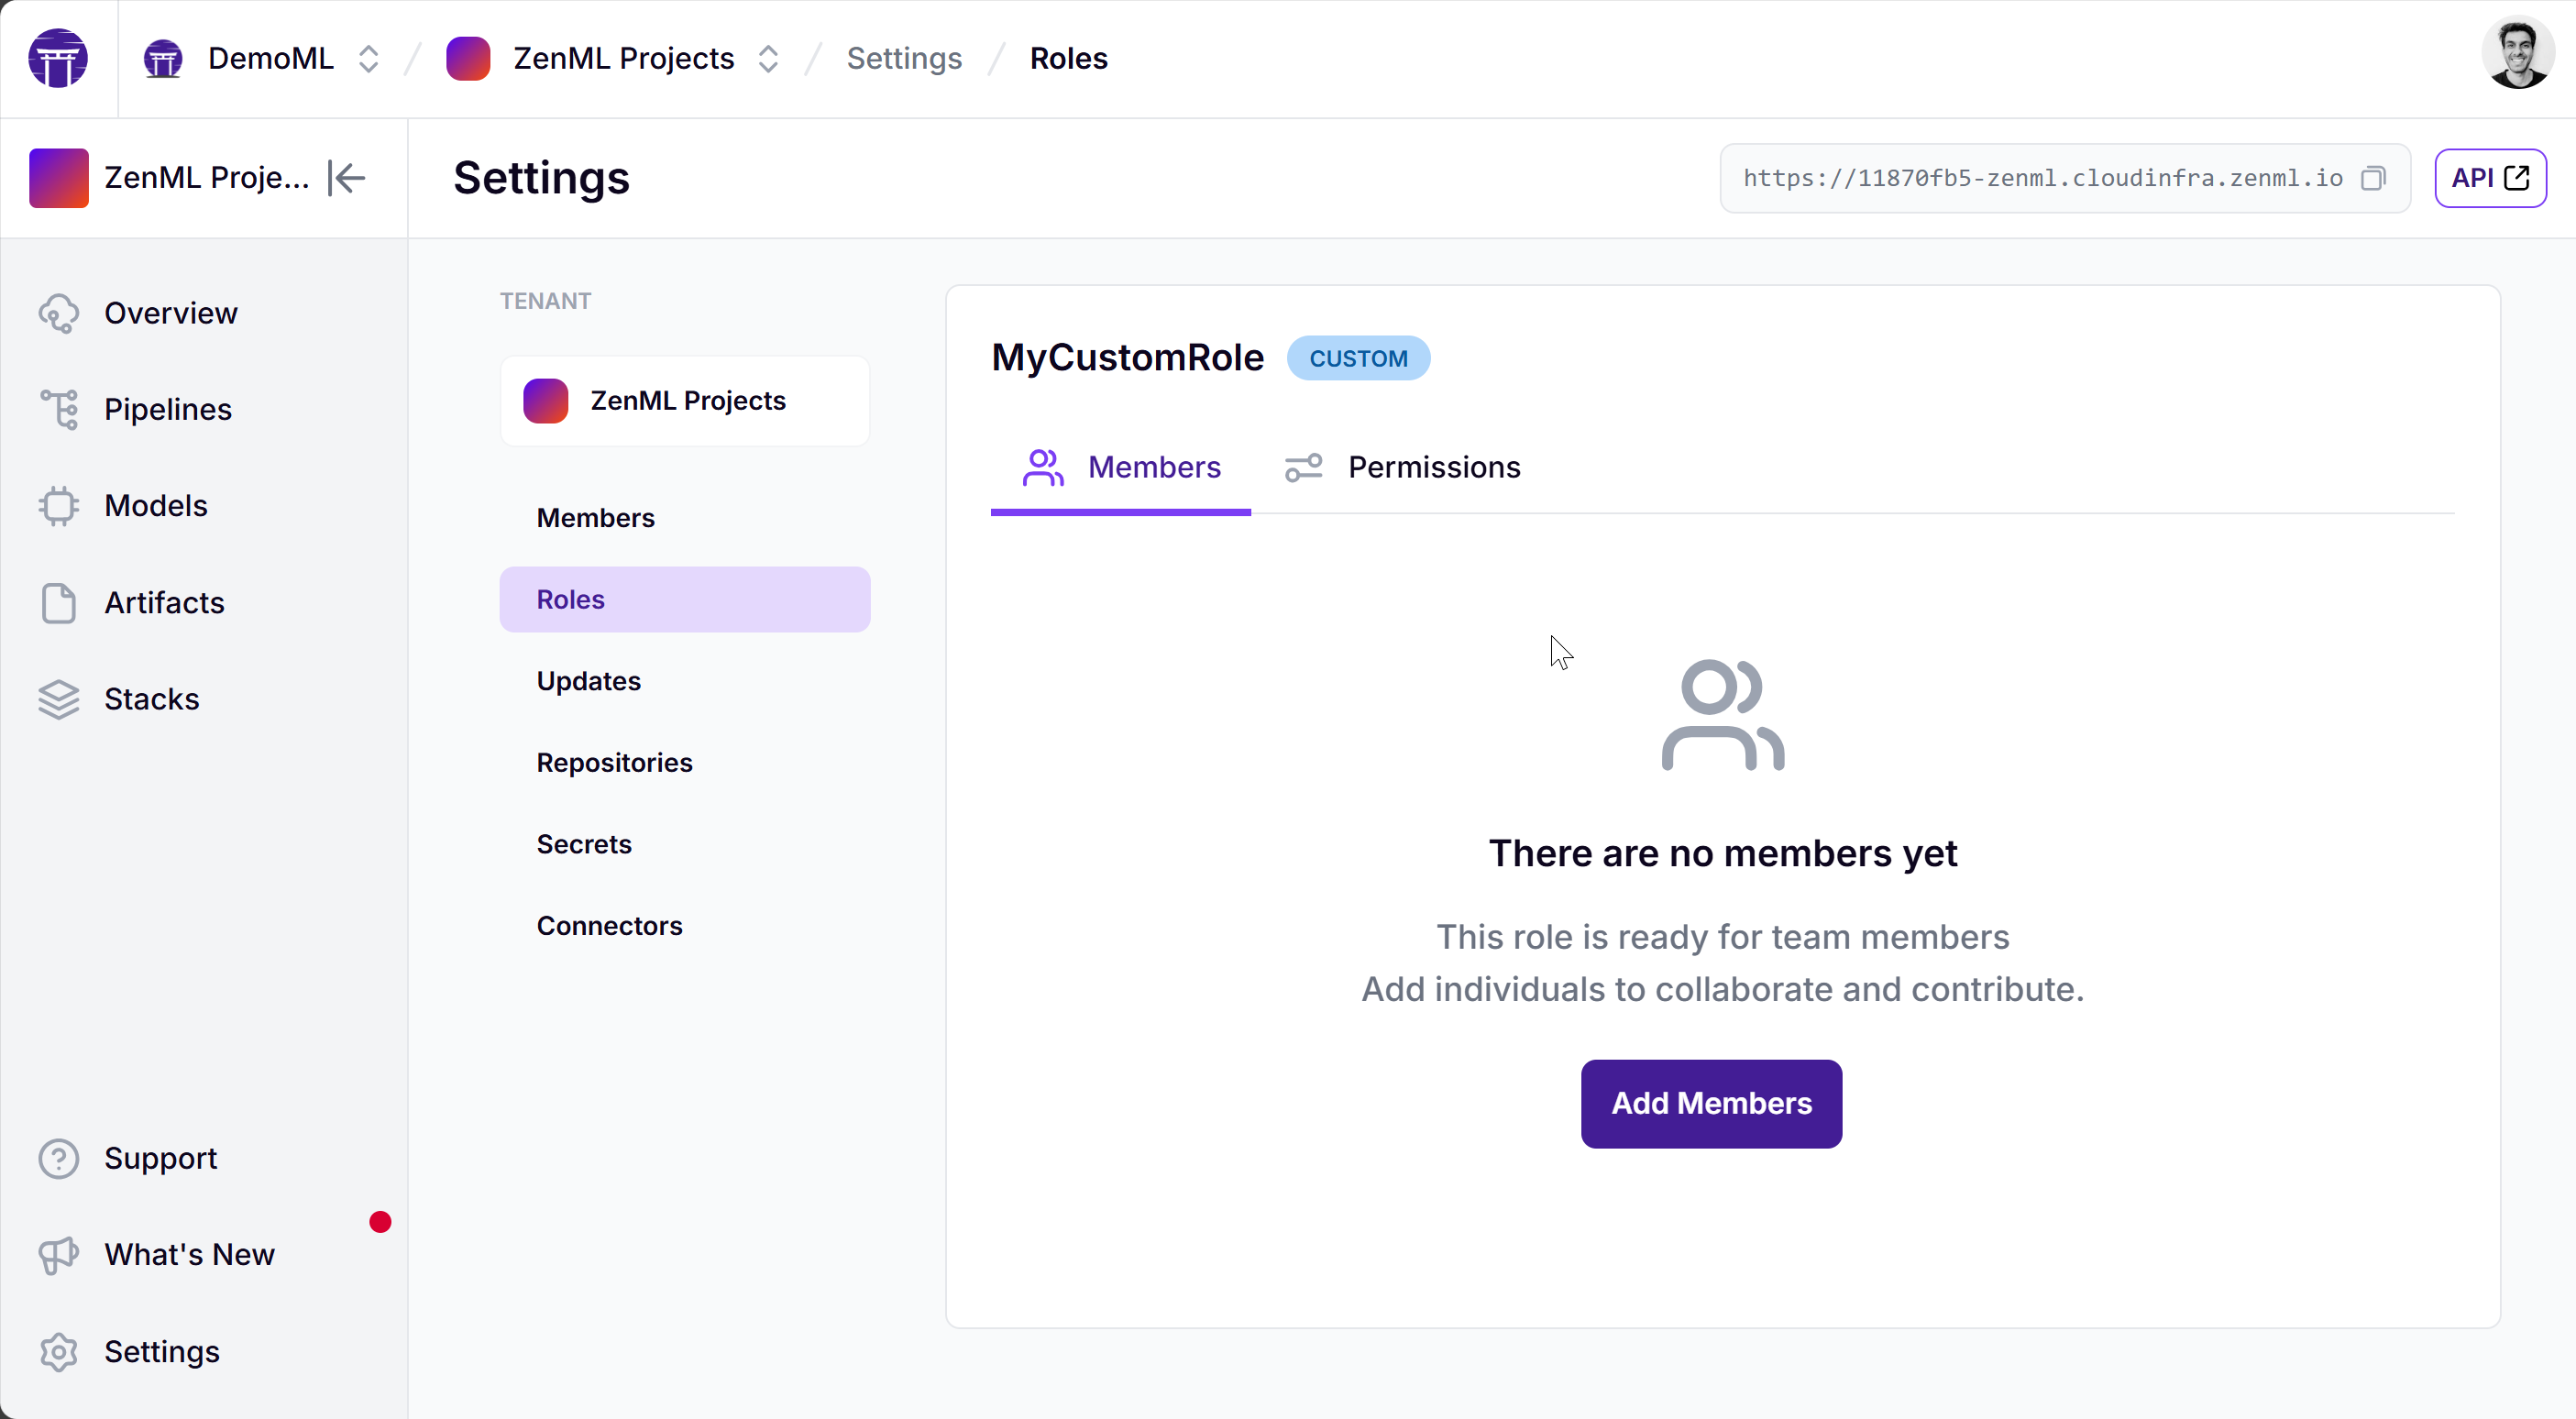 DemoML / ZenML Projects / Settings / Roles
ZenML Proje...
Settings
https://11870fb5-zenml.cloudinfra.zenml.io
API
Overview
Pipelines
Models
Artifacts
Stacks
Support
What's New
Settings
TENANT
ZenML Projects
Members
Roles
Updates
Repositories
Secrets
Connectors
MyCustomRole CUSTOM
Members Permissions
There are no members yet
This role is ready for team members
Add individuals to collaborate and contribute.
Add Members